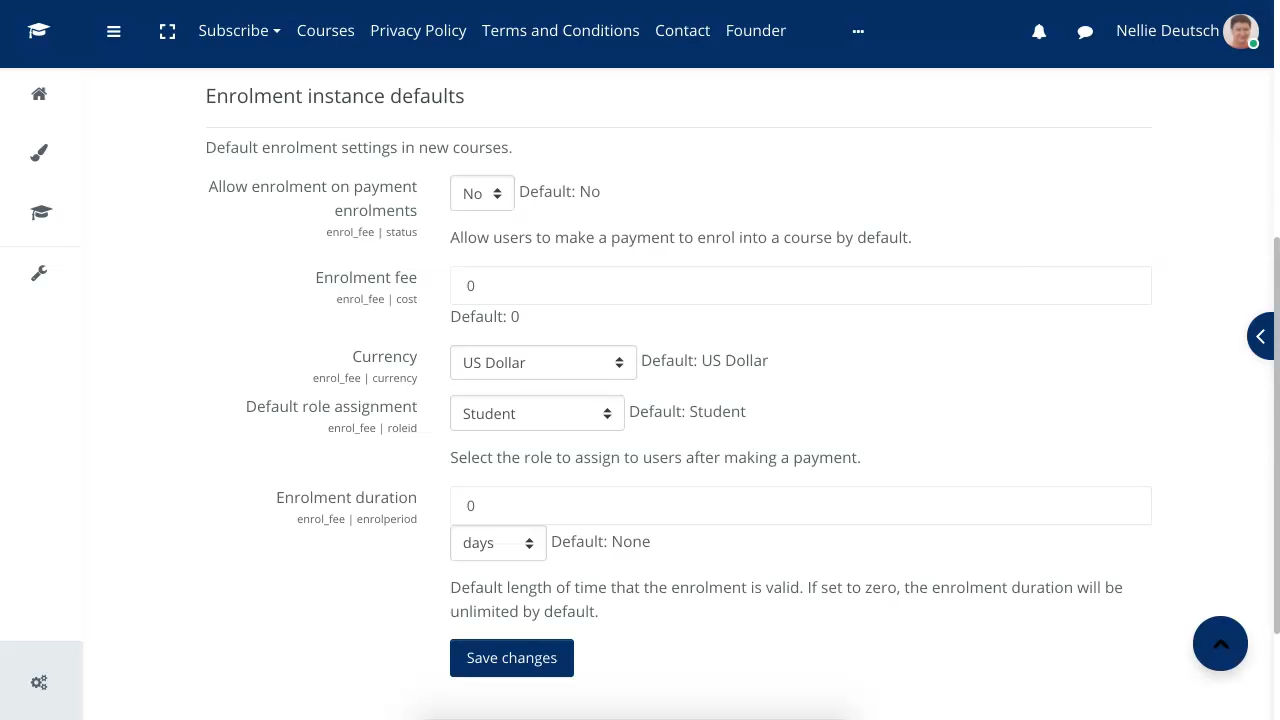 Subscribe Courses Privacy Policy Terms and Conditions Contact Founder ... Nellie Deutsch
Enrolment instance defaults
Default enrolment settings in new courses.
Allow enrolment on payment
enrolments
enrol_fee | status
No Default: No
Allow users to make a payment to enrol into a course by default.
Enrolment fee
enrol_fee | cost
0
Default: 0
Currency
enrol_fee | currency
US Dollar Default: US Dollar
Default role assignment
enrol_fee | roleid
Student Default: Student
Select the role to assign to users after making a payment.
Enrolment duration
enrol_fee | enrolperiod
0
days Default: None
Default length of time that the enrolment is valid. If set to zero, the enrolment duration will be
unlimited by default.
Save changes